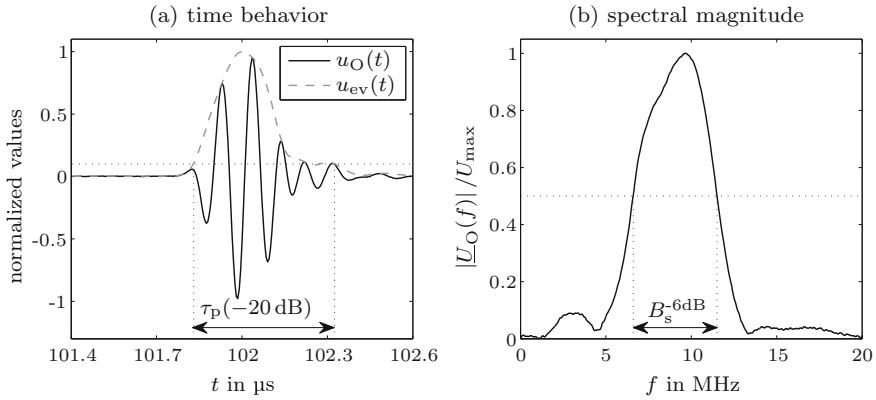 (a) time behavior
normalized values
1
0.5
0
-0.5
-1
u_O(t)
u_ev(t)
τ_p(−20 dB)
101.4 101.7 102 102.3 102.6
t in µs
(b) spectral magnitude
|U_O(f)| /U_max
1
0.8
0.6
0.4
0.2
0
B_s^-6dB
0 5 10 15 20
f in MHz